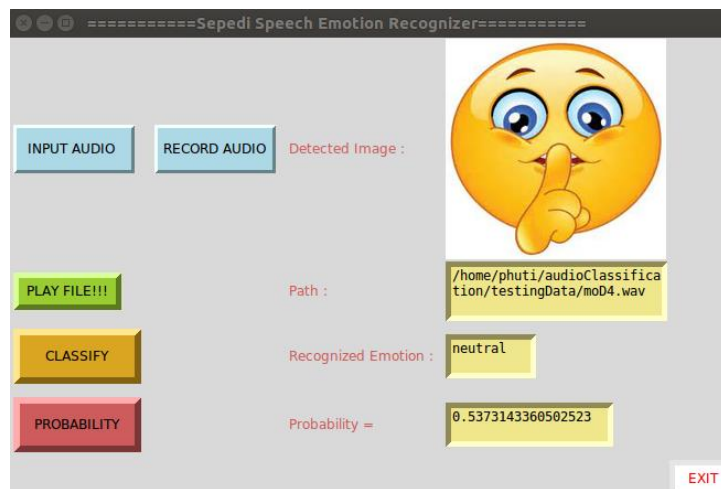 ===========Sepedi Speech Emotion Recognizer===========
INPUT AUDIO
RECORD AUDIO
Detected Image :
PLAY FILE!!!
Path :
/home/phuti/audioClassifica
tion/testingData/moD4.wav
CLASSIFY
Recognized Emotion :
neutral
PROBABILITY
Probability =
0.5373143360502523
EXIT